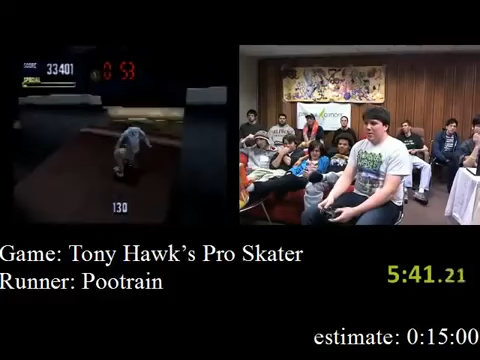 SCORE 33401
0 53
SPECIAL
130
Game: Tony Hawk's Pro Skater
Runner: Pootrain
5:41.21
estimate: 0:15:00